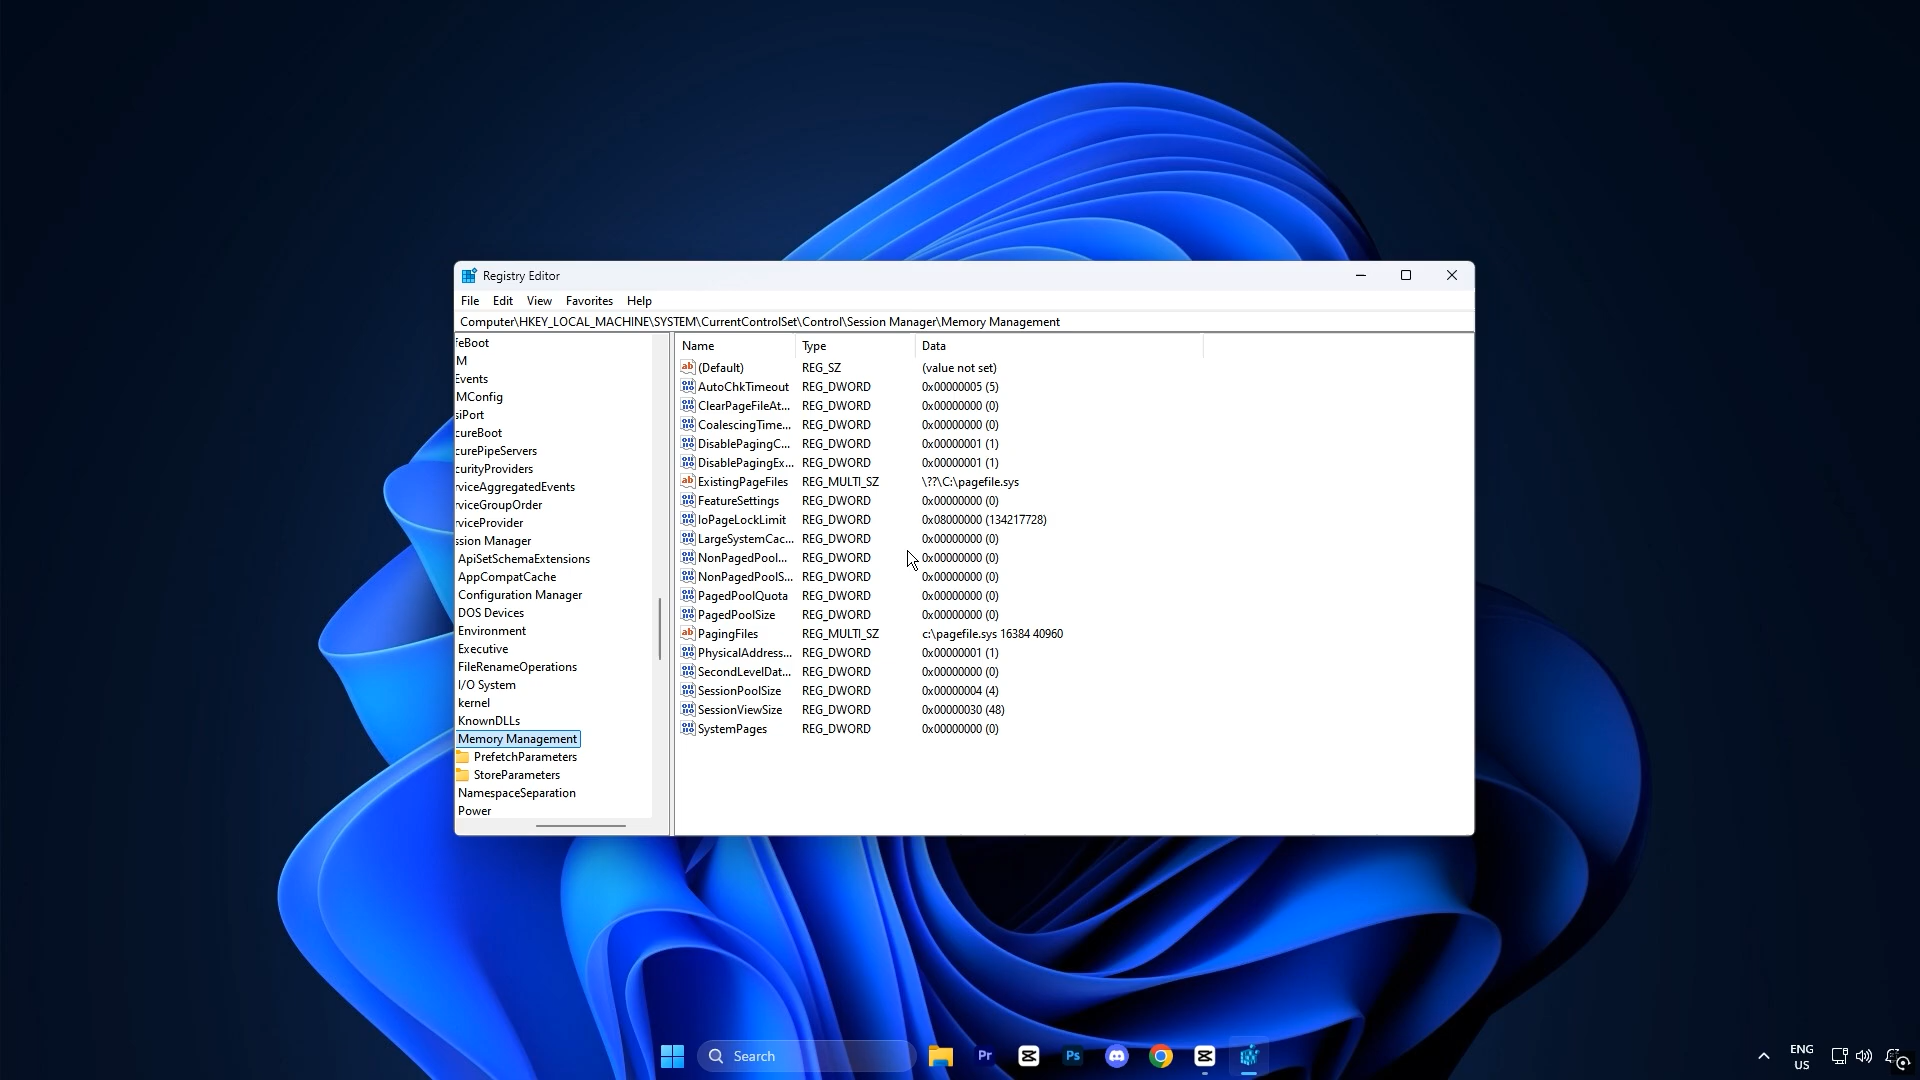 Registry Editor
File Edit View Favorites Help
Computer\HKEY_LOCAL_MACHINE\SYSTEM\CurrentControlSet\Control\Session Manager\Memory Management
feBoot
M
Events
MConfig
siPort
cureBoot
curePipeServers
curityProviders
rviceAggregatedEvents
rviceGroupOrder
rviceProvider
ssion Manager
ApiSetSchemaExtensions
AppCompatCache
Configuration Manager
DOS Devices
Environment
Executive
FileRenameOperations
I/O System
kernel
KnownDLLs
Memory Management
PrefetchParameters
StoreParameters
NamespaceSeparation
Power
Name Type Data
(Default) REG_SZ (value not set)
AutoChkTimeout REG_DWORD 0x00000005 (5)
ClearPageFileAt... REG_DWORD 0x00000000 (0)
CoalescingTime... REG_DWORD 0x00000000 (0)
DisablePagingC... REG_DWORD 0x00000001 (1)
DisablePagingEx... REG_DWORD 0x00000001 (1)
ExistingPageFiles REG_MULTI_SZ \??\C:\pagefile.sys
FeatureSettings REG_DWORD 0x00000000 (0)
IoPageLockLimit REG_DWORD 0x08000000 (134217728)
LargeSystemCac... REG_DWORD 0x00000000 (0)
NonPagedPool... REG_DWORD 0x00000000 (0)
NonPagedPoolS... REG_DWORD 0x00000000 (0)
PagedPoolQuota REG_DWORD 0x00000000 (0)
PagedPoolSize REG_DWORD 0x00000000 (0)
PagingFiles REG_MULTI_SZ c:\pagefile.sys 16384 40960
PhysicalAddress... REG_DWORD 0x00000001 (1)
SecondLevelDat... REG_DWORD 0x00000000 (0)
SessionPoolSize REG_DWORD 0x00000004 (4)
SessionViewSize REG_DWORD 0x00000030 (48)
SystemPages REG_DWORD 0x00000000 (0)
Search
Pr
Ps
ENG
US